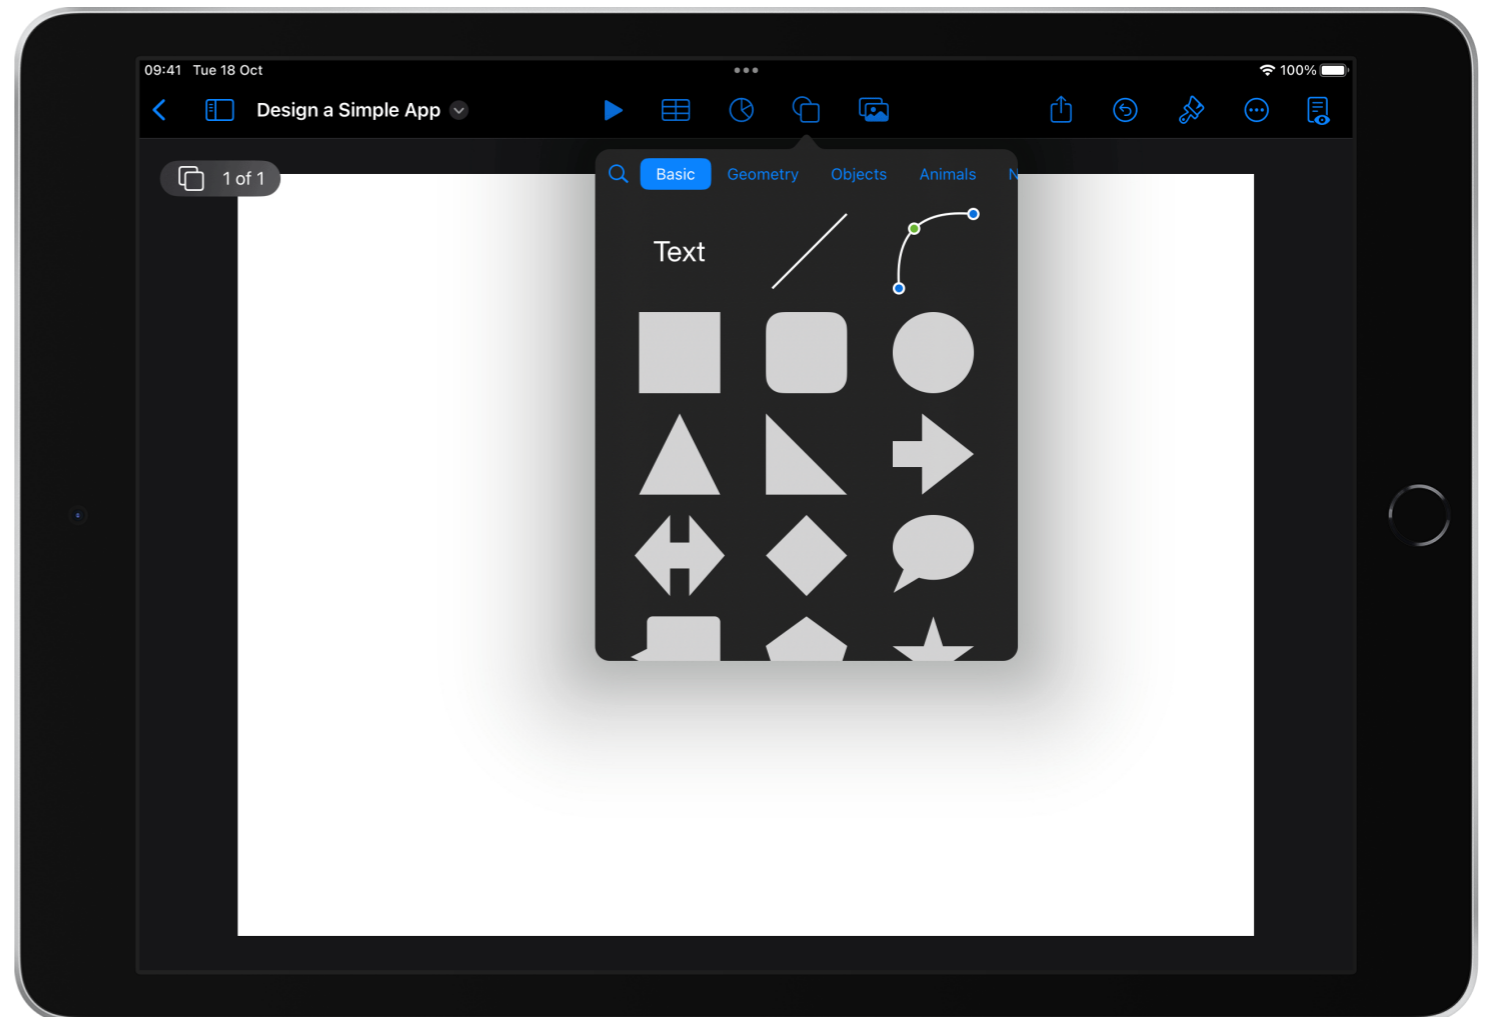 09:41 Tue 18 Oct
100%
Design a Simple App
1 of 1
Basic Geometry Objects Animals
Text